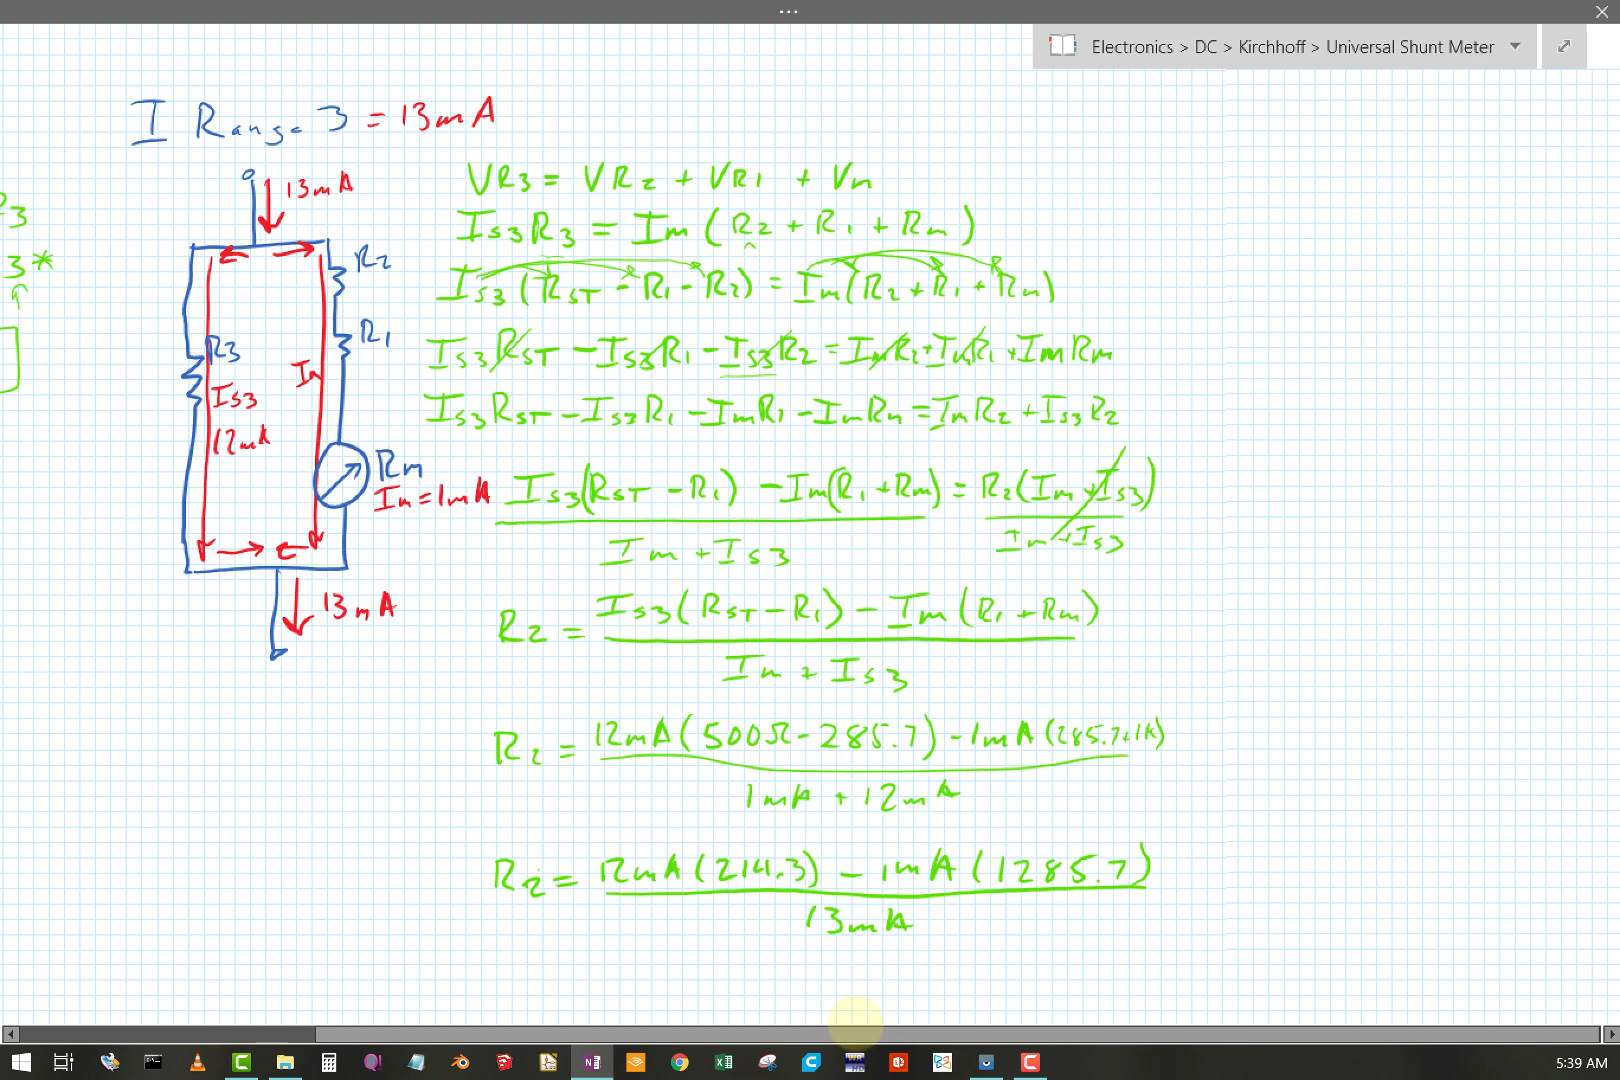 ...
Electronics > DC > Kirchhoff > Universal Shunt Meter
I Range 3 = 13mA
13mA
R2
R1
R3
Is3
12mA
Im
Rm
Im = 1mA
13mA
3
3*
VR3 = VR2 + VR1 + Vm
Is3R3 = Im (R2 + R1 + Rm)
Is3 (RST - R1 - R2) = Im(R2 + R1 + Rm)
Is3RST - Is3R1 - Is3R2 = ImR2 + ImR1 + ImRm
Is3RST - Is3R1 - ImR1 - ImRm = ImR2 + Is3R2
Is3(RST - R1) - Im(R1 + Rm) = R2(Im + Is3)
Im + Is3 Im + Is3
R2 = Is3(RST - R1) - Im (R1 + Rm)
Im + Is3
R2 = 12mA(500Ω - 285.7) - 1mA (285.7+1k)
1mA + 12mA
R2 = 12mA(214.3) - 1mA (1285.7)
13mA
5:39 AM